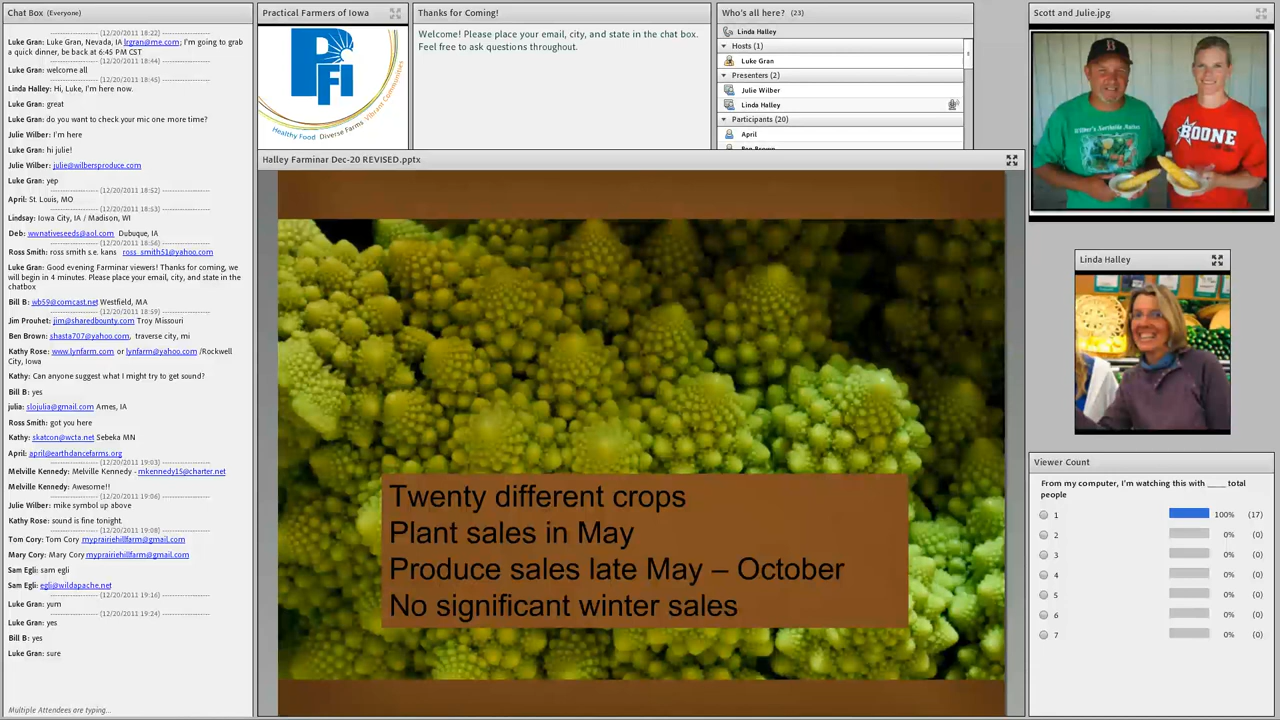 Chat Box (Everyone)
------------------ (12/20/2011 18:22) ------------------
Luke Gran: Luke Gran, Nevada, IA lrgran@me.com; I'm going to grab
a quick dinner, be back at 6:45 PM CST
------------------ (12/20/2011 18:44) ------------------
Luke Gran: welcome all
------------------ (12/20/2011 18:45) ------------------
Linda Halley: Hi, Luke, I'm here now.
Luke Gran: great
Luke Gran: do you want to check your mic one more time?
Julie Wilber: I'm here
Luke Gran: hi julie!
Julie Wilber: julie@wilbersproduce.com
Luke Gran: yep
------------------ (12/20/2011 18:52) ------------------
April: St. Louis, MO
------------------ (12/20/2011 18:53) ------------------
Lindsay: Iowa City, IA / Madison, WI
Deb: wwnativeseeds@aol.com Dubuque, IA
------------------ (12/20/2011 18:56) ------------------
Ross Smith: ross smith s.e. kans ross_smith51@yahoo.com
Luke Gran: Good evening Farminar viewers! Thanks for coming, we
will begin in 4 minutes. Please place your email, city, and state in the
chatbox
Bill B: wb59@comcast.net Westfield, MA
------------------ (12/20/2011 18:59) ------------------
Jim Prouhet: jim@sharedbounty.com Troy Missouri
Ben Brown: shasta707@yahoo.com, traverse city, mi
Kathy Rose: www.lynfarm.com or lynfarm@yahoo.com /Rockwell
City, Iowa
Kathy: Can anyone suggest what I might try to get sound?
Bill B: yes
julia: slojulia@gmail.com Ames, IA
Ross Smith: got you here
Kathy: skatcon@wcta.net Sebeka MN
April: april@earthdancefarms.org
------------------ (12/20/2011 19:03) ------------------
Melville Kennedy: Melville Kennedy - mkennedy15@charter.net
Melville Kennedy: Awesome!!
------------------ (12/20/2011 19:06) ------------------
Julie Wilber: mike symbol up above
Kathy Rose: sound is fine tonight.
------------------ (12/20/2011 19:08) ------------------
Tom Cory: Tom Cory myprairiehillfarm@gmail.com
Mary Cory: Mary Cory myprairiehillfarm@gmail.com
Sam Egli: sam egli
Sam Egli: egli@wildapache.net
------------------ (12/20/2011 19:16) ------------------
Luke Gran: yum
------------------ (12/20/2011 19:24) ------------------
Luke Gran: yes
Bill B: yes
Luke Gran: sure
Multiple Attendees are typing...
Practical Farmers of Iowa
PFI
Healthy Food Diverse Farms Vibrant Communities
Thanks for Coming!
Welcome! Please place your email, city, and state in the chat box.
Feel free to ask questions throughout.
Who's all here? (23)
Linda Halley
Hosts (1)
Luke Gran
Presenters (2)
Julie Wilber
Linda Halley
Participants (20)
April
Ben Brown
Halley Farminar Dec-20 REVISED.pptx
Twenty different crops
Plant sales in May
Produce sales late May – October
No significant winter sales
Scott and Julie.jpg
BOONE
Linda Halley
Viewer Count
From my computer, I'm watching this with ____ total
people
1 100% (17)
2 0% (0)
3 0% (0)
4 0% (0)
5 0% (0)
6 0% (0)
7 0% (0)